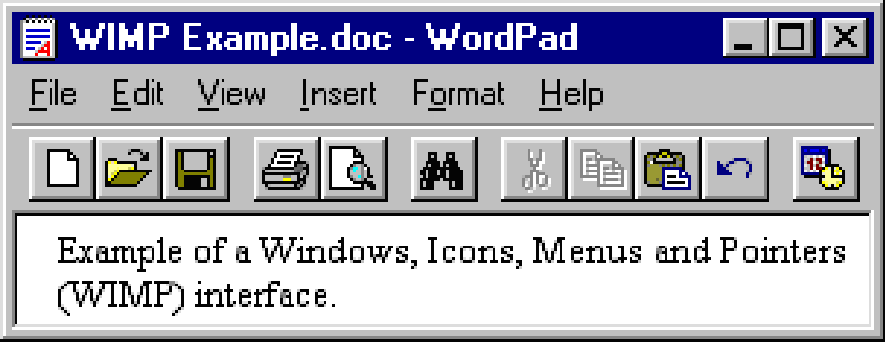 WIMP Example.doc - WordPad
File Edit View Insert Format Help
12
Example of a Windows, Icons, Menus and Pointers
(WIMP) interface.